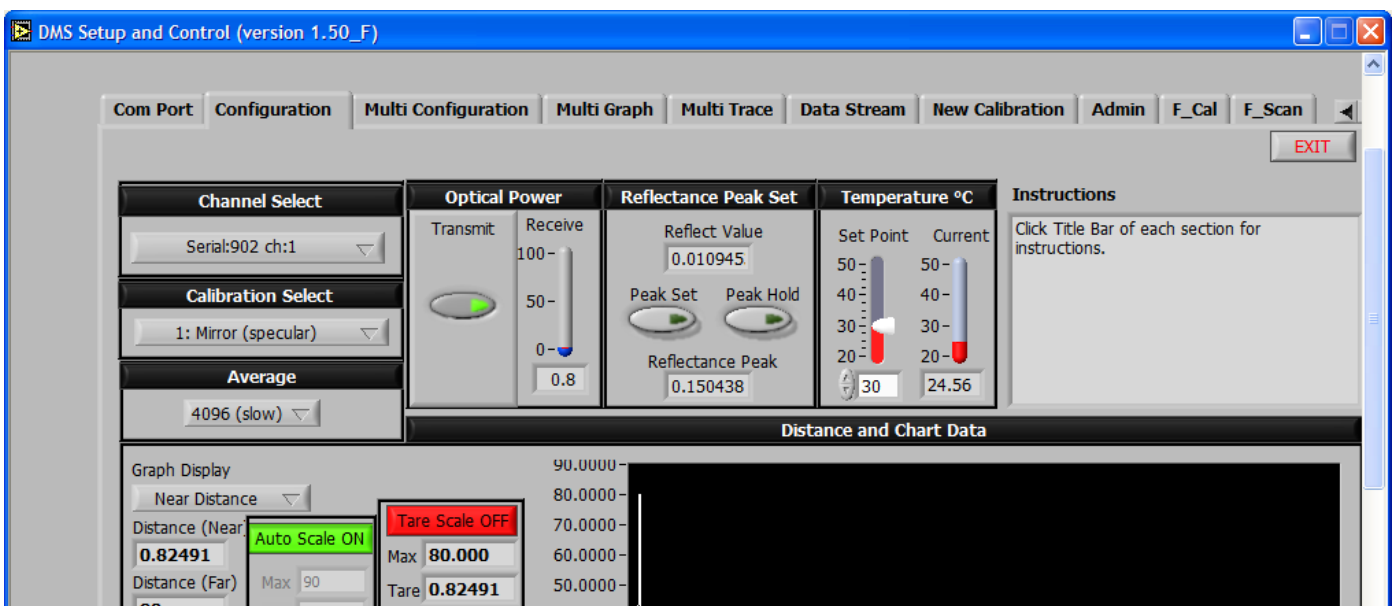 DMS Setup and Control (version 1.50_F)
Com Port Configuration Multi Configuration Multi Graph Multi Trace Data Stream New Calibration Admin F_Cal F_Scan
EXIT
Channel Select
Serial:902 ch:1
Calibration Select
1: Mirror (specular)
Average
4096 (slow)
Optical Power
Transmit
Receive
100
50
0
0.8
Reflectance Peak Set
Reflect Value
0.010945
Peak Set Peak Hold
Reflectance Peak
0.150438
Temperature ºC
Set Point Current
50 50
40 40
30 30
20 20
30 24.56
Instructions
Click Title Bar of each section for
instructions.
Distance and Chart Data
Graph Display
Near Distance
Distance (Near)
0.82491
Distance (Far)
Auto Scale ON
Max 90
Tare Scale OFF
Max 80.000
Tare 0.82491
90.0000
80.0000
70.0000
60.0000
50.0000